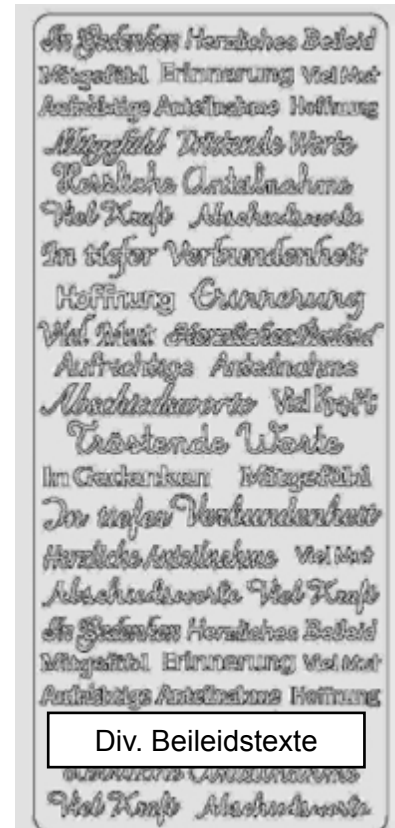 In Gedenken Herzliches Beileid
Mitgefühl Erinnerung Viel Mut
Aufrichtige Anteilnahme Hoffnung
Mitgefühl Tröstende Worte
Herzliche Anteilnahme
Viel Kraft Abschiedsworte
In tiefer Verbundenheit
Hoffnung Erinnerung
Viel Mut Herzliches Beileid
Aufrichtige Anteilnahme
Abschiedsworte Viel Kraft
Tröstende Worte
In Gedanken Mitgefühl
In tiefer Verbundenheit
Herzliche Anteilnahme Viel Mut
Abschiedsworte Viel Kraft
In Gedenken Herzliches Beileid
Mitgefühl Erinnerung Viel Mut
Aufrichtige Anteilnahme Hoffnung
Div. Beileidstexte
Herzliche Anteilnahme
Viel Kraft Abschiedsworte